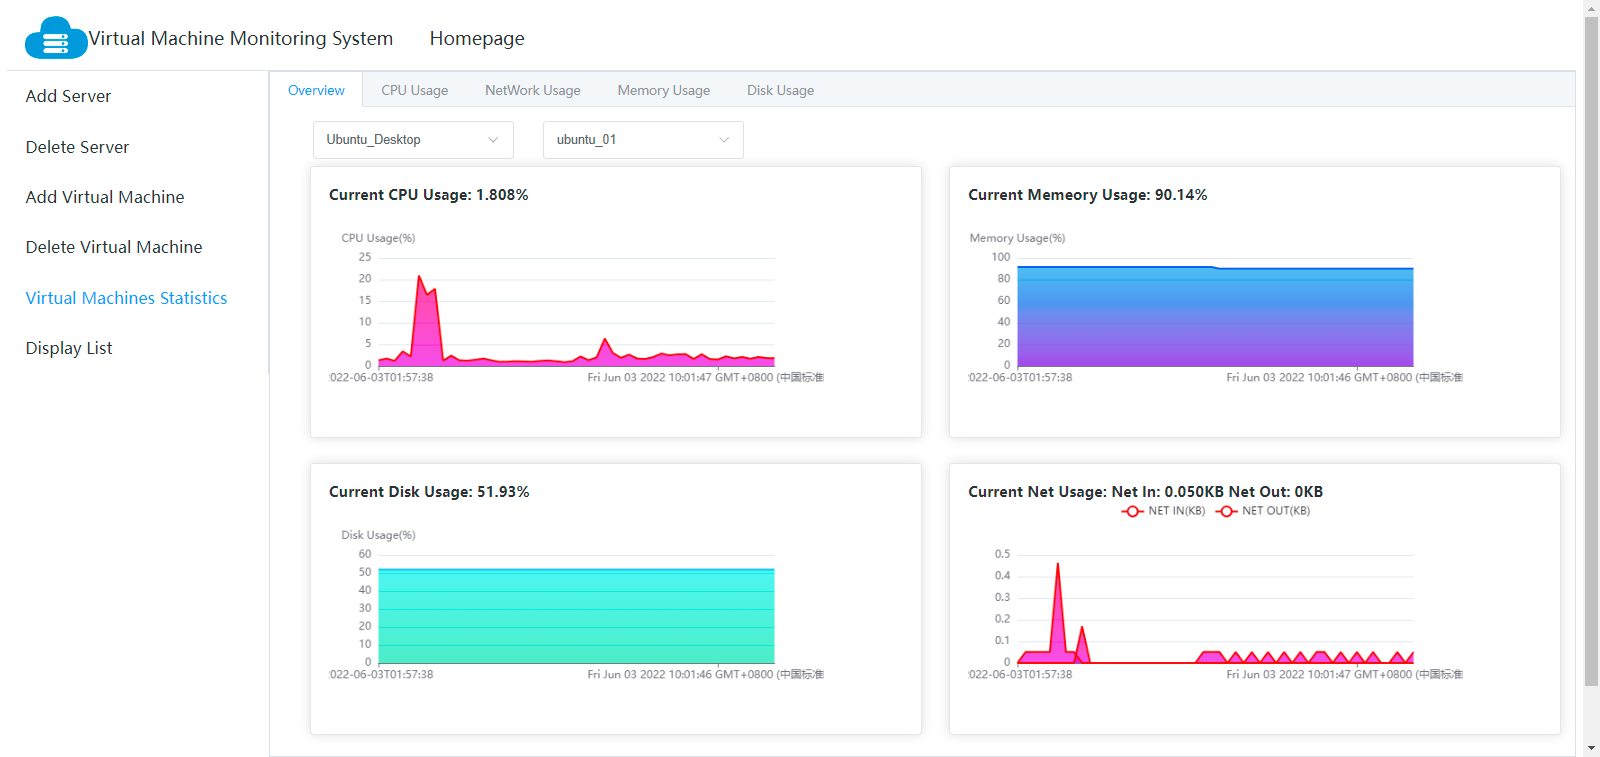 Virtual Machine Monitoring System Homepage
Add Server
Delete Server
Add Virtual Machine
Delete Virtual Machine
Virtual Machines Statistics
Display List
Overview CPU Usage NetWork Usage Memory Usage Disk Usage
Ubuntu_Desktop ubuntu_01
Current CPU Usage: 1.808%
CPU Usage(%)
25
20
15
10
5
0
2022-06-03T01:57:38 Fri Jun 03 2022 10:01:47 GMT+0800 (中国标准
Current Memeory Usage: 90.14%
Memory Usage(%)
100
80
60
40
20
0
2022-06-03T01:57:38 Fri Jun 03 2022 10:01:46 GMT+0800 (中国标准
Current Disk Usage: 51.93%
Disk Usage(%)
60
50
40
30
20
10
0
2022-06-03T01:57:38 Fri Jun 03 2022 10:01:46 GMT+0800 (中国标准
Current Net Usage: Net In: 0.050KB Net Out: 0KB
NET IN(KB) NET OUT(KB)
0.5
0.4
0.3
0.2
0.1
0
2022-06-03T01:57:38 Fri Jun 03 2022 10:01:47 GMT+0800 (中国标准